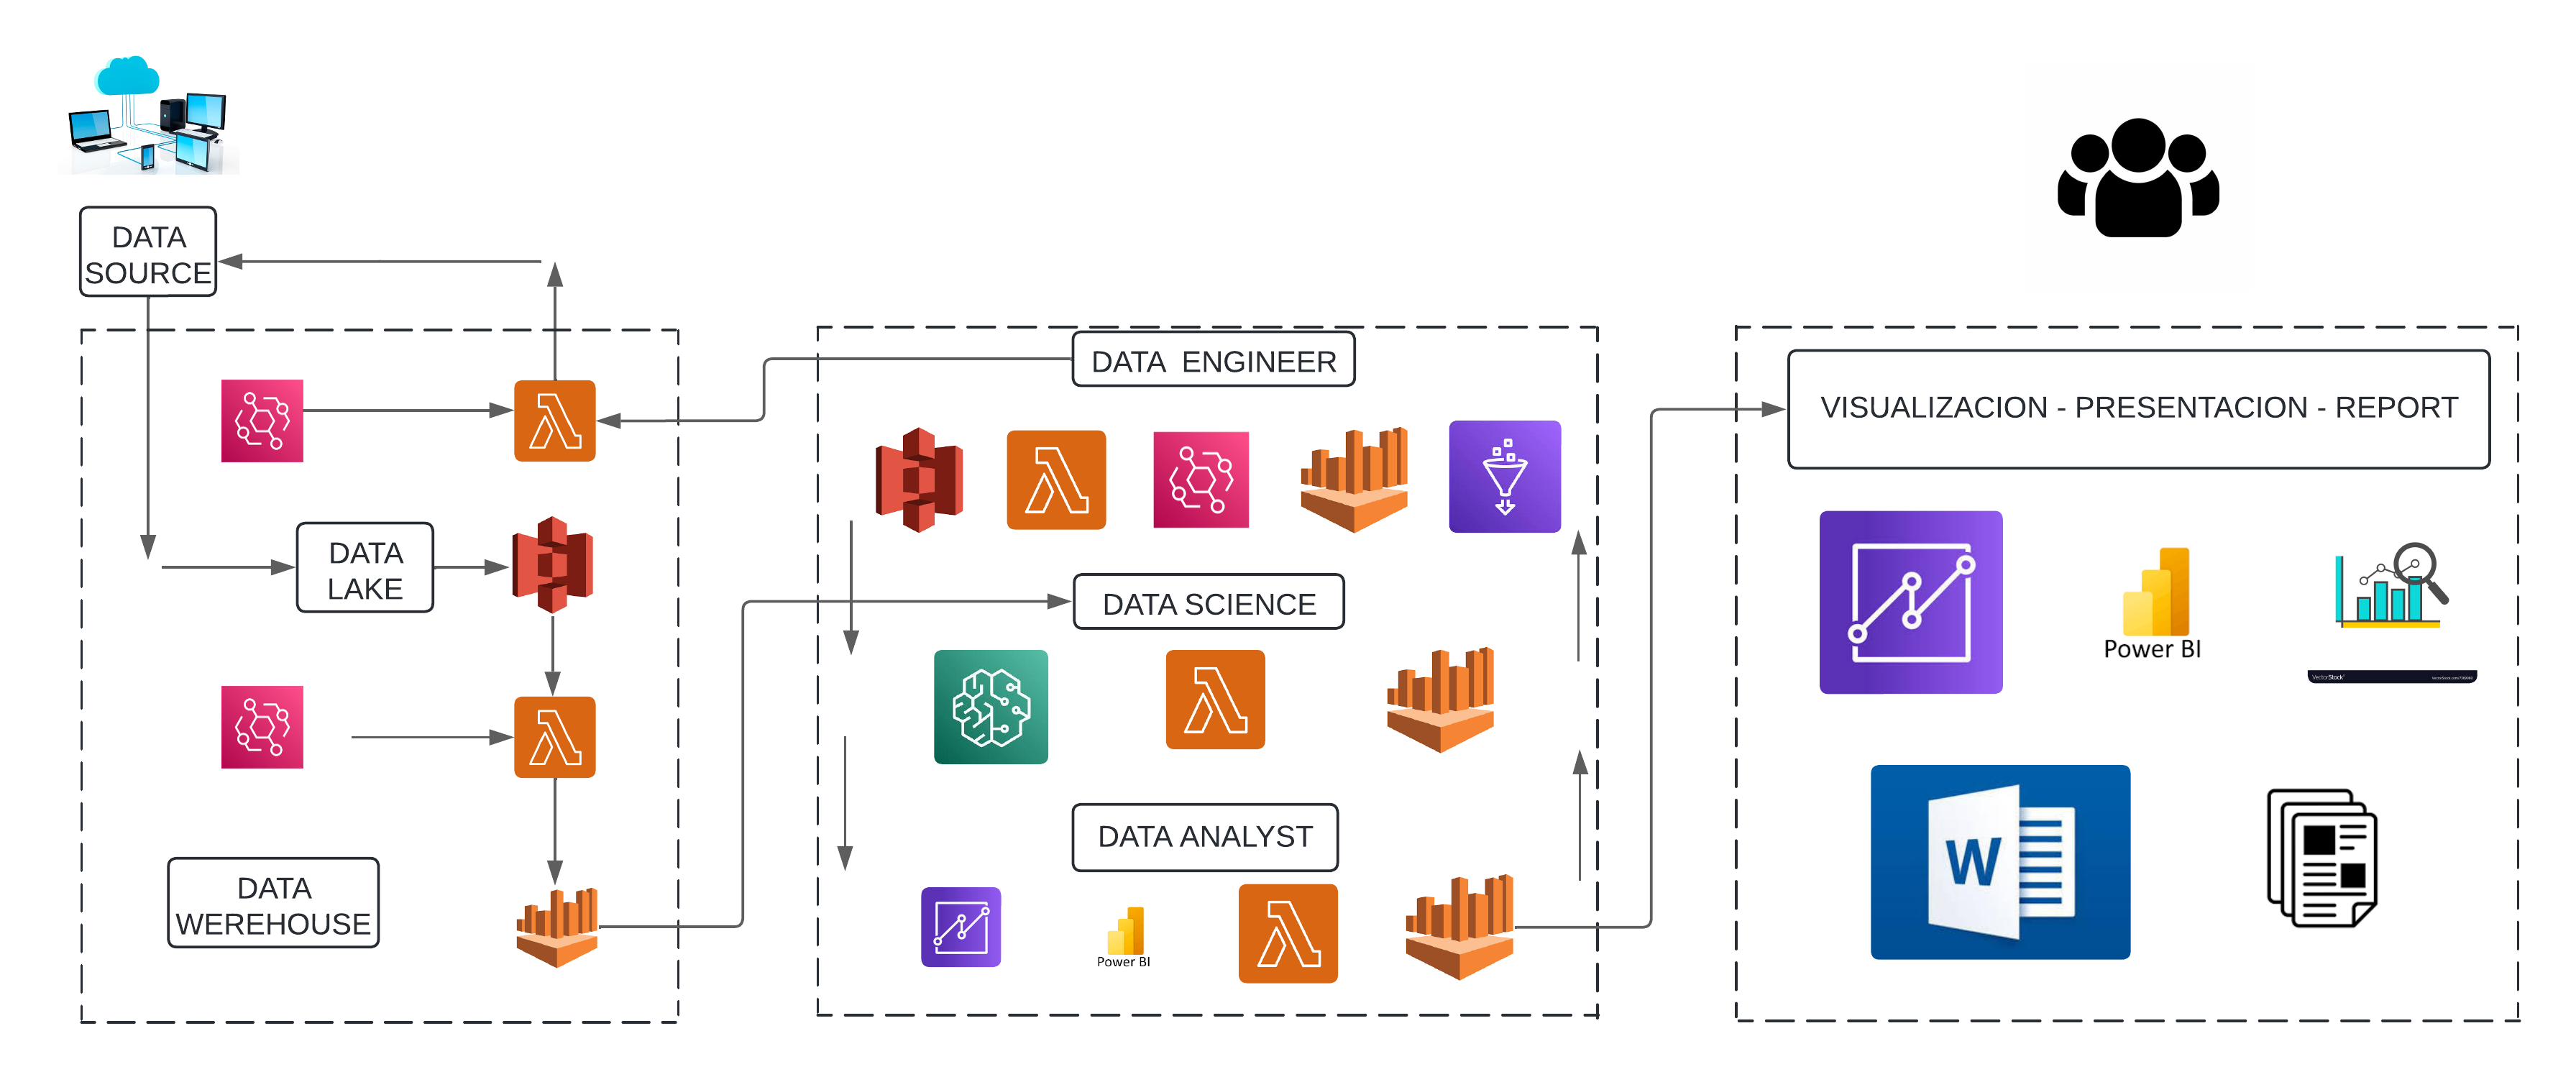 DATA
SOURCE
DATA
LAKE
DATA
WEREHOUSE
DATA ENGINEER
DATA SCIENCE
DATA ANALYST
Power BI
VISUALIZACION - PRESENTACION - REPORT
Power BI
VectorStock
W